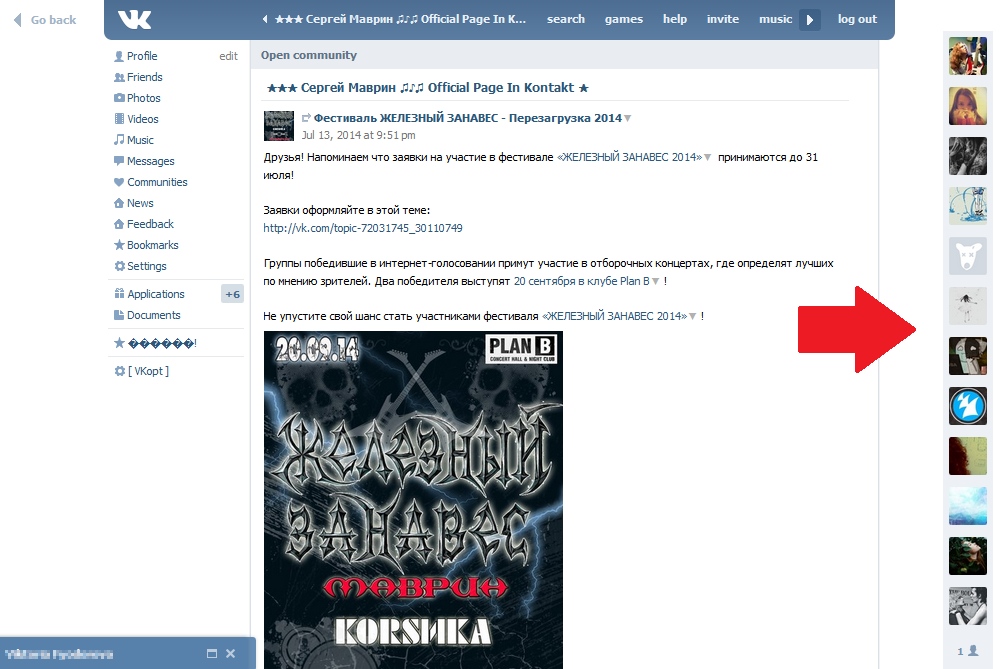 Go back
★★★ Сергей Маврин ♫♪♫ Official Page In K...
search
games
help
invite
music
log out
Profile
edit
Friends
Photos
Videos
Music
Messages
Communities
News
Feedback
Bookmarks
Settings
Applications
+6
Documents
������!
[ VKopt ]
Open community
★★★ Сергей Маврин ♫♪♫ Official Page In Kontakt ★
Фестиваль ЖЕЛЕЗНЫЙ ЗАНАВЕС - Перезагрузка 2014
Jul 13, 2014 at 9:51 pm
Друзья! Напоминаем что заявки на участие в фестивале «ЖЕЛЕЗНЫЙ ЗАНАВЕС 2014» принимаются до 31
июля!
Заявки оформляйте в этой теме:
http://vk.com/topic-72031745_30110749
Группы победившие в интернет-голосовании примут участие в отборочных концертах, где определят лучших
по мнению зрителей. Два победителя выступят 20 сентября в клубе Plan B !
Не упустите свой шанс стать участниками фестиваля «ЖЕЛЕЗНЫЙ ЗАНАВЕС 2014» !
20.09.14
PLAN B
CONCERT HALL & NIGHT CLUB
Железный
Занавес
МАВРИН
KORSИKA
1